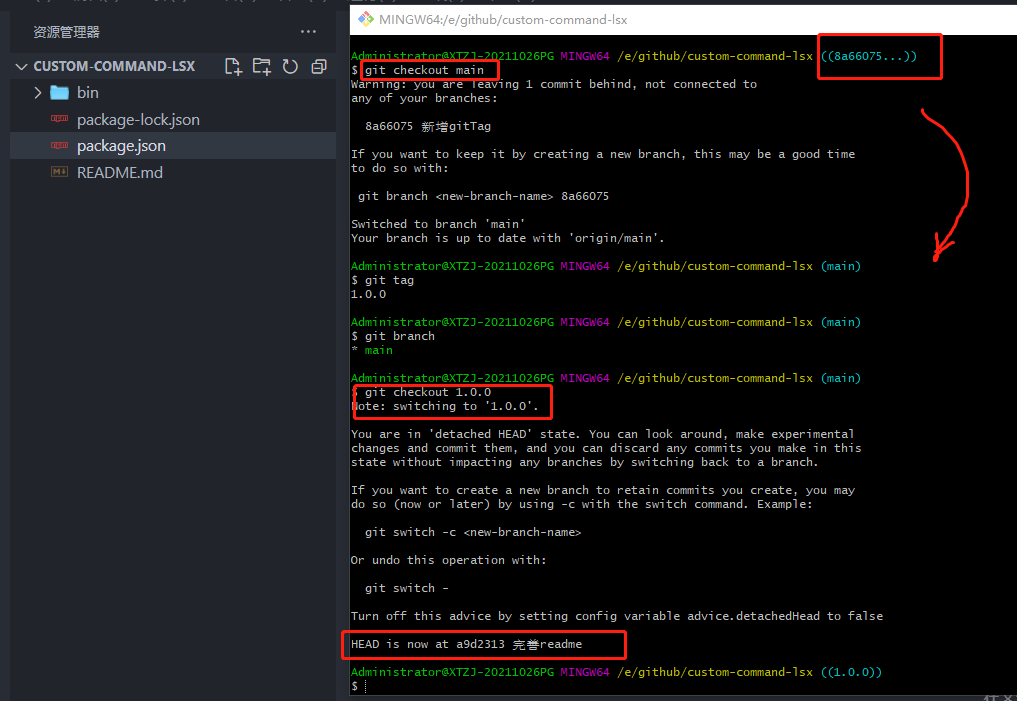 资源管理器
···
CUSTOM-COMMAND-LSX
bin
package-lock.json
package.json
README.md
MINGW64:/e/github/custom-command-lsx
Administrator@XTZJ-20211026PG MINGW64 /e/github/custom-command-lsx ((8a66075...))
$ git checkout main
Warning: you are leaving 1 commit behind, not connected to
any of your branches:
8a66075 新增gitTag
If you want to keep it by creating a new branch, this may be a good time
to do so with:
git branch <new-branch-name> 8a66075
Switched to branch 'main'
Your branch is up to date with 'origin/main'.
Administrator@XTZJ-20211026PG MINGW64 /e/github/custom-command-lsx (main)
$ git tag
1.0.0
Administrator@XTZJ-20211026PG MINGW64 /e/github/custom-command-lsx (main)
$ git branch
* main
Administrator@XTZJ-20211026PG MINGW64 /e/github/custom-command-lsx (main)
$ git checkout 1.0.0
Note: switching to '1.0.0'.
You are in 'detached HEAD' state. You can look around, make experimental
changes and commit them, and you can discard any commits you make in this
state without impacting any branches by switching back to a branch.
If you want to create a new branch to retain commits you create, you may
do so (now or later) by using -c with the switch command. Example:
git switch -c <new-branch-name>
Or undo this operation with:
git switch -
Turn off this advice by setting config variable advice.detachedHead to false
HEAD is now at a9d2313 完善readme
Administrator@XTZJ-20211026PG MINGW64 /e/github/custom-command-lsx ((1.0.0))
$